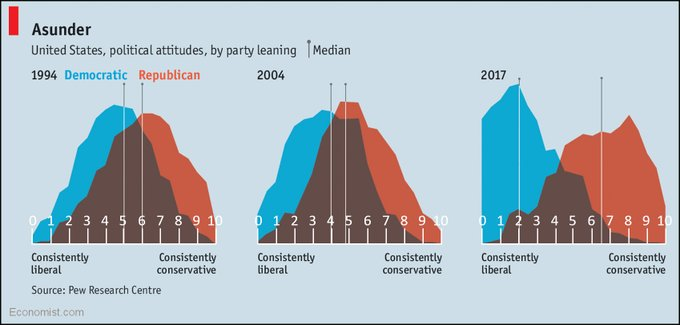 Asunder
United States, political attitudes, by party leaning Median
1994 Democratic Republican
2004
2017
0 1 2 3 4 5 6 7 8 9 10
0 1 2 3 4 5 6 7 8 9 10
0 1 2 3 4 5 6 7 8 9 10
Consistently liberal
Consistently conservative
Consistently liberal
Consistently conservative
Consistently liberal
Consistently conservative
Source: Pew Research Centre
Economist.com